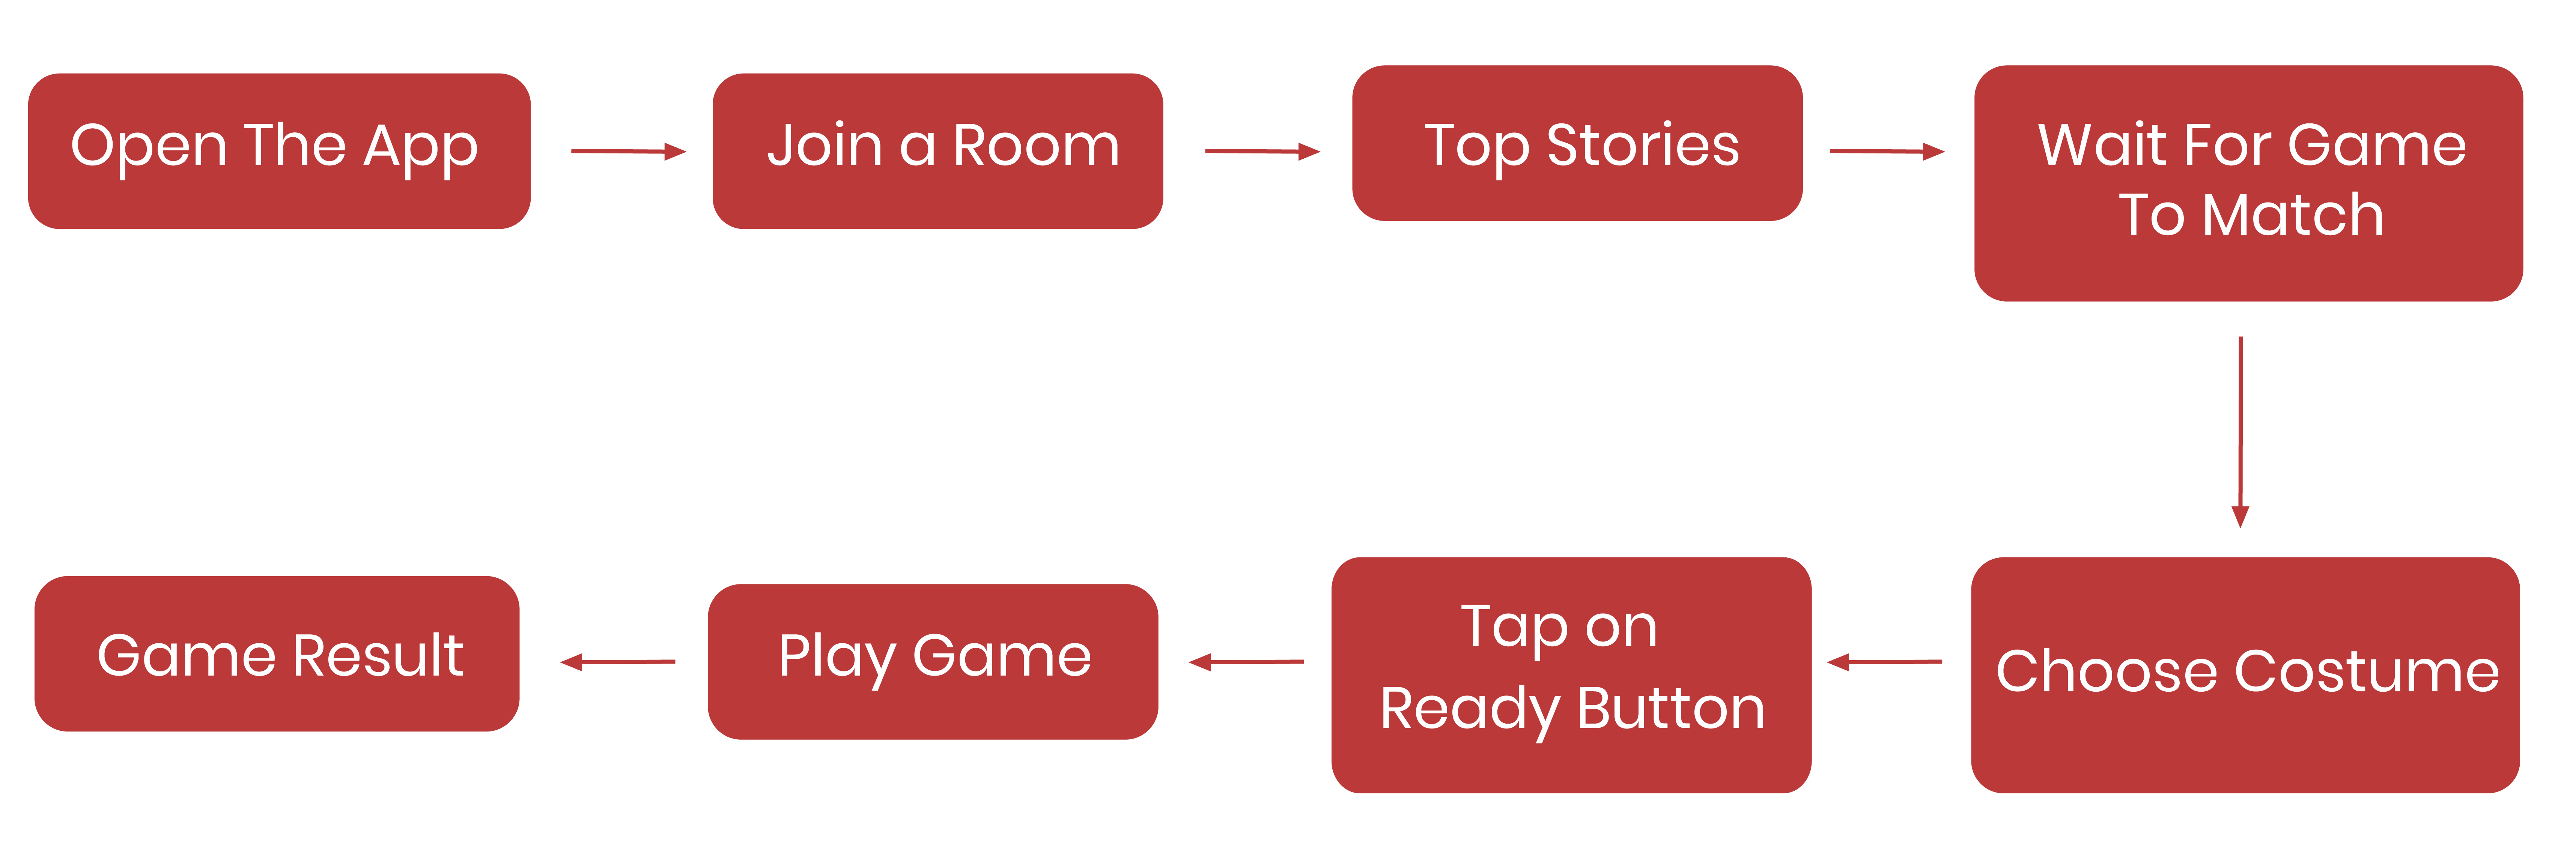 Open The App
Join a Room
Top Stories
Wait For Game
To Match
Choose Costume
Tap on
Ready Button
Play Game
Game Result